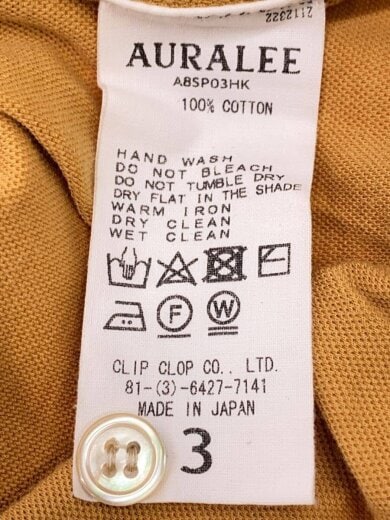 2112322
AURALEE
A8SP03HK
100% COTTON
HAND WASH
DO NOT BLEACH
DO NOT TUMBLE DRY
DRY FLAT IN THE SHADE
WARM IRON
DRY CLEAN
WET CLEAN
F W
CLIP CLOP CO., LTD.
81-(3)-6427-7141
MADE IN JAPAN
3